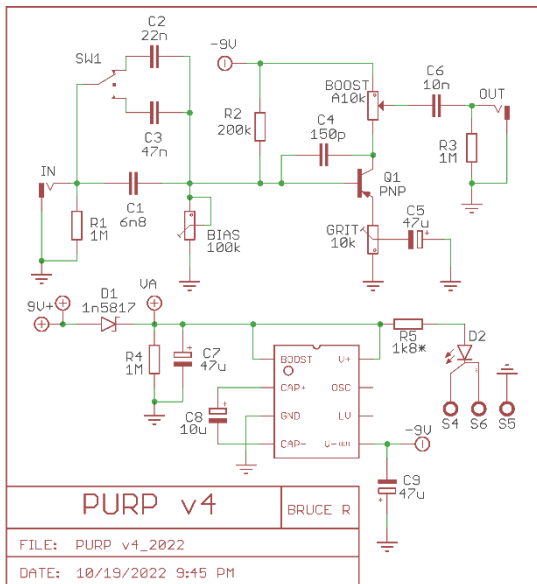 C2
22n
SW1
-9V
C3
47n
R2
200k
BOOST
A10k
C6
10n
OUT
C4
150p
R3
1M
IN
Q1
PNP
C1
6n8
R1
1M
BIAS
100k
GRIT
10k
C5
47u
9V+
D1
1n5817
VA
R4
1M
C7
47u
BOOST
V+
CAP+
OSC
GND
LV
CAP-
V-OUT
R5
1k8*
D2
C8
10u
-9V
S4
S6
S5
C9
47u
PURP v4
BRUCE R
FILE: PURP v4_2022
DATE: 10/19/2022 9:45 PM